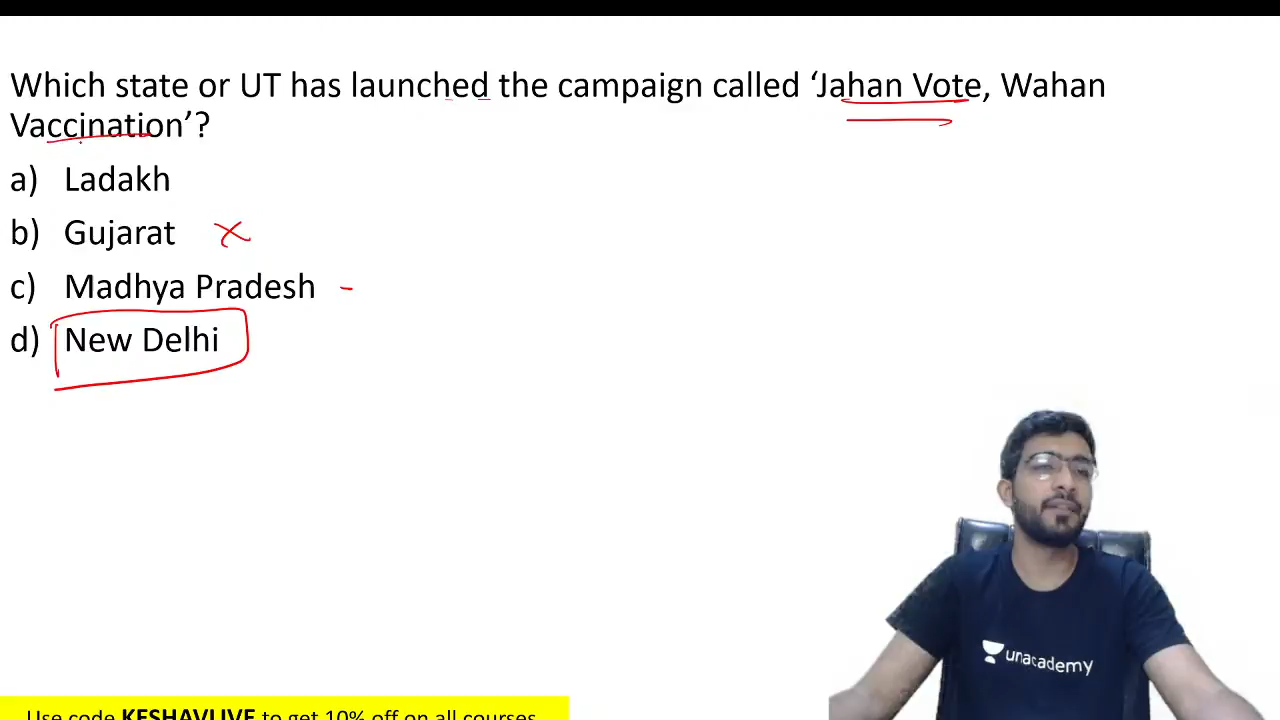 Which state or UT has launched the campaign called ‘Jahan Vote, Wahan
Vaccination’?
a) Ladakh
b) Gujarat
c) Madhya Pradesh
d) New Delhi
unacademy
Use code KESHAVLIVE to get 10% off on all courses